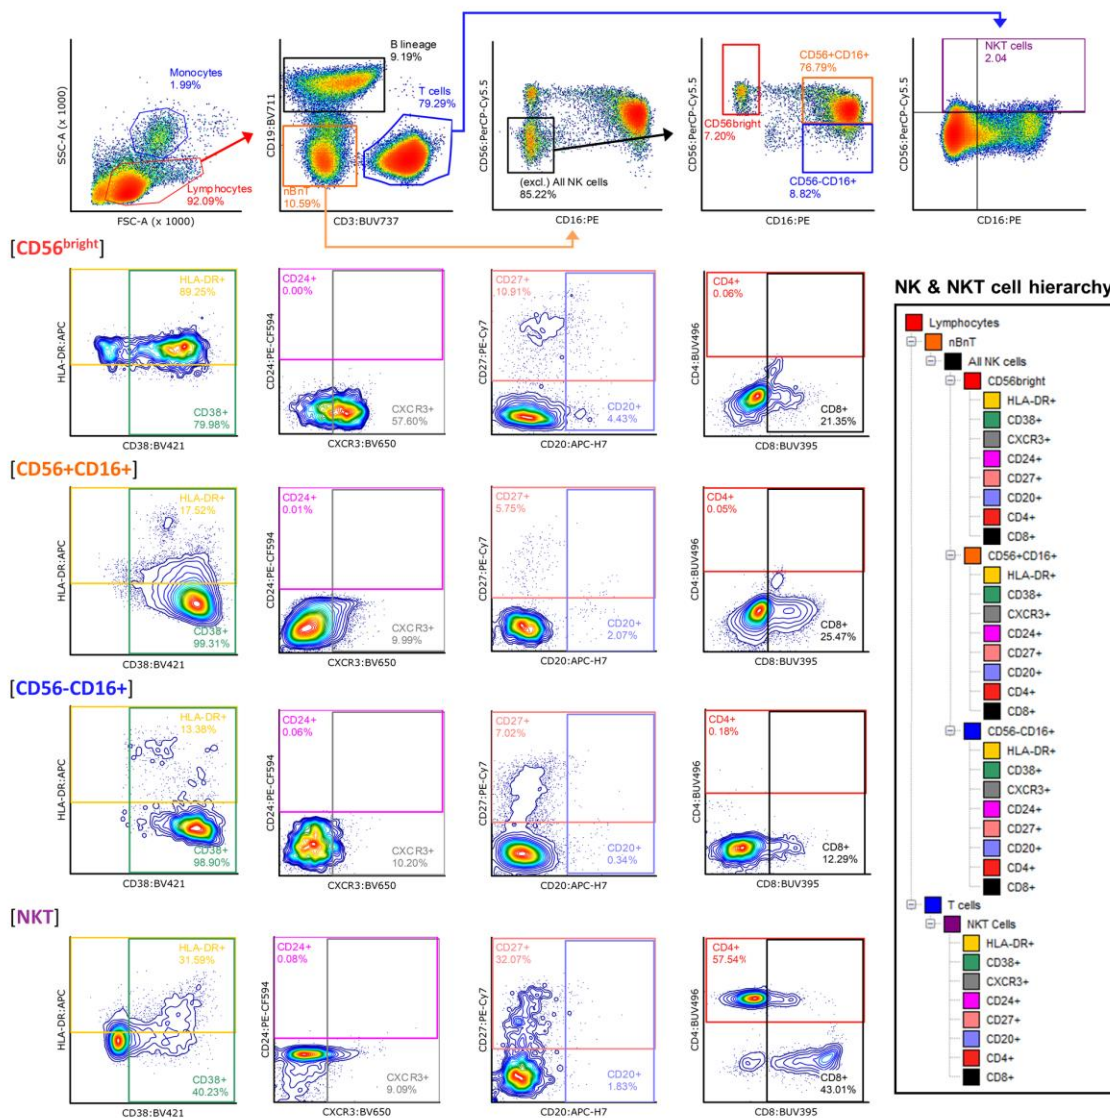 SSC-A (x 1000)
Monocytes
1.99%
Lymphocytes
92.09%
FSC-A (x 1000)
CD19:BV711
B lineage
9.19%
T cells
79.29%
nBnT
10.59%
CD3:BUV737
CD56:PerCP-Cy5.5
(excl.) All NK cells
85.22%
CD16:PE
CD56:PerCP-Cy5.5
CD56+CD16+
76.79%
CD56bright
7.20%
CD56-CD16+
8.82%
CD16:PE
CD56:PerCP-Cy5.5
NKT cells
2.04
CD16:PE
[CD56bright]
HLA-DR:APC
HLA-DR+
89.25%
CD38+
79.98%
CD38:BV421
CD24:PE-CF594
CD24+
0.00%
CXCR3+
57.60%
CXCR3:BV650
CD27:PE-Cy7
CD27+
10.91%
CD20+
4.43%
CD20:APC-H7
CD4:BUV496
CD4+
0.06%
CD8+
21.35%
CD8:BUV395
[CD56+CD16+]
HLA-DR:APC
HLA-DR+
17.52%
CD38+
99.31%
CD38:BV421
CD24:PE-CF594
CD24+
0.01%
CXCR3+
9.99%
CXCR3:BV650
CD27:PE-Cy7
CD27+
5.75%
CD20+
2.07%
CD20:APC-H7
CD4:BUV496
CD4+
0.05%
CD8+
25.47%
CD8:BUV395
[CD56-CD16+]
HLA-DR:APC
HLA-DR+
13.38%
CD38+
98.90%
CD38:BV421
CD24:PE-CF594
CD24+
0.06%
CXCR3+
10.20%
CXCR3:BV650
CD27:PE-Cy7
CD27+
7.02%
CD20+
0.34%
CD20:APC-H7
CD4:BUV496
CD4+
0.18%
CD8+
12.29%
CD8:BUV395
[NKT]
HLA-DR:APC
HLA-DR+
31.59%
CD38+
40.23%
CD38:BV421
CD24:PE-CF594
CD24+
0.08%
CXCR3+
9.09%
CXCR3:BV650
CD27:PE-Cy7
CD27+
32.07%
CD20+
1.83%
CD20:APC-H7
CD4:BUV496
CD4+
57.54%
CD8+
43.01%
CD8:BUV395
NK & NKT cell hierarchy
Lymphocytes
nBnT
All NK cells
CD56bright
HLA-DR+
CD38+
CXCR3+
CD24+
CD27+
CD20+
CD4+
CD8+
CD56+CD16+
HLA-DR+
CD38+
CXCR3+
CD24+
CD27+
CD20+
CD4+
CD8+
CD56-CD16+
HLA-DR+
CD38+
CXCR3+
CD24+
CD27+
CD20+
CD4+
CD8+
T cells
NKT Cells
HLA-DR+
CD38+
CXCR3+
CD24+
CD27+
CD20+
CD4+
CD8+